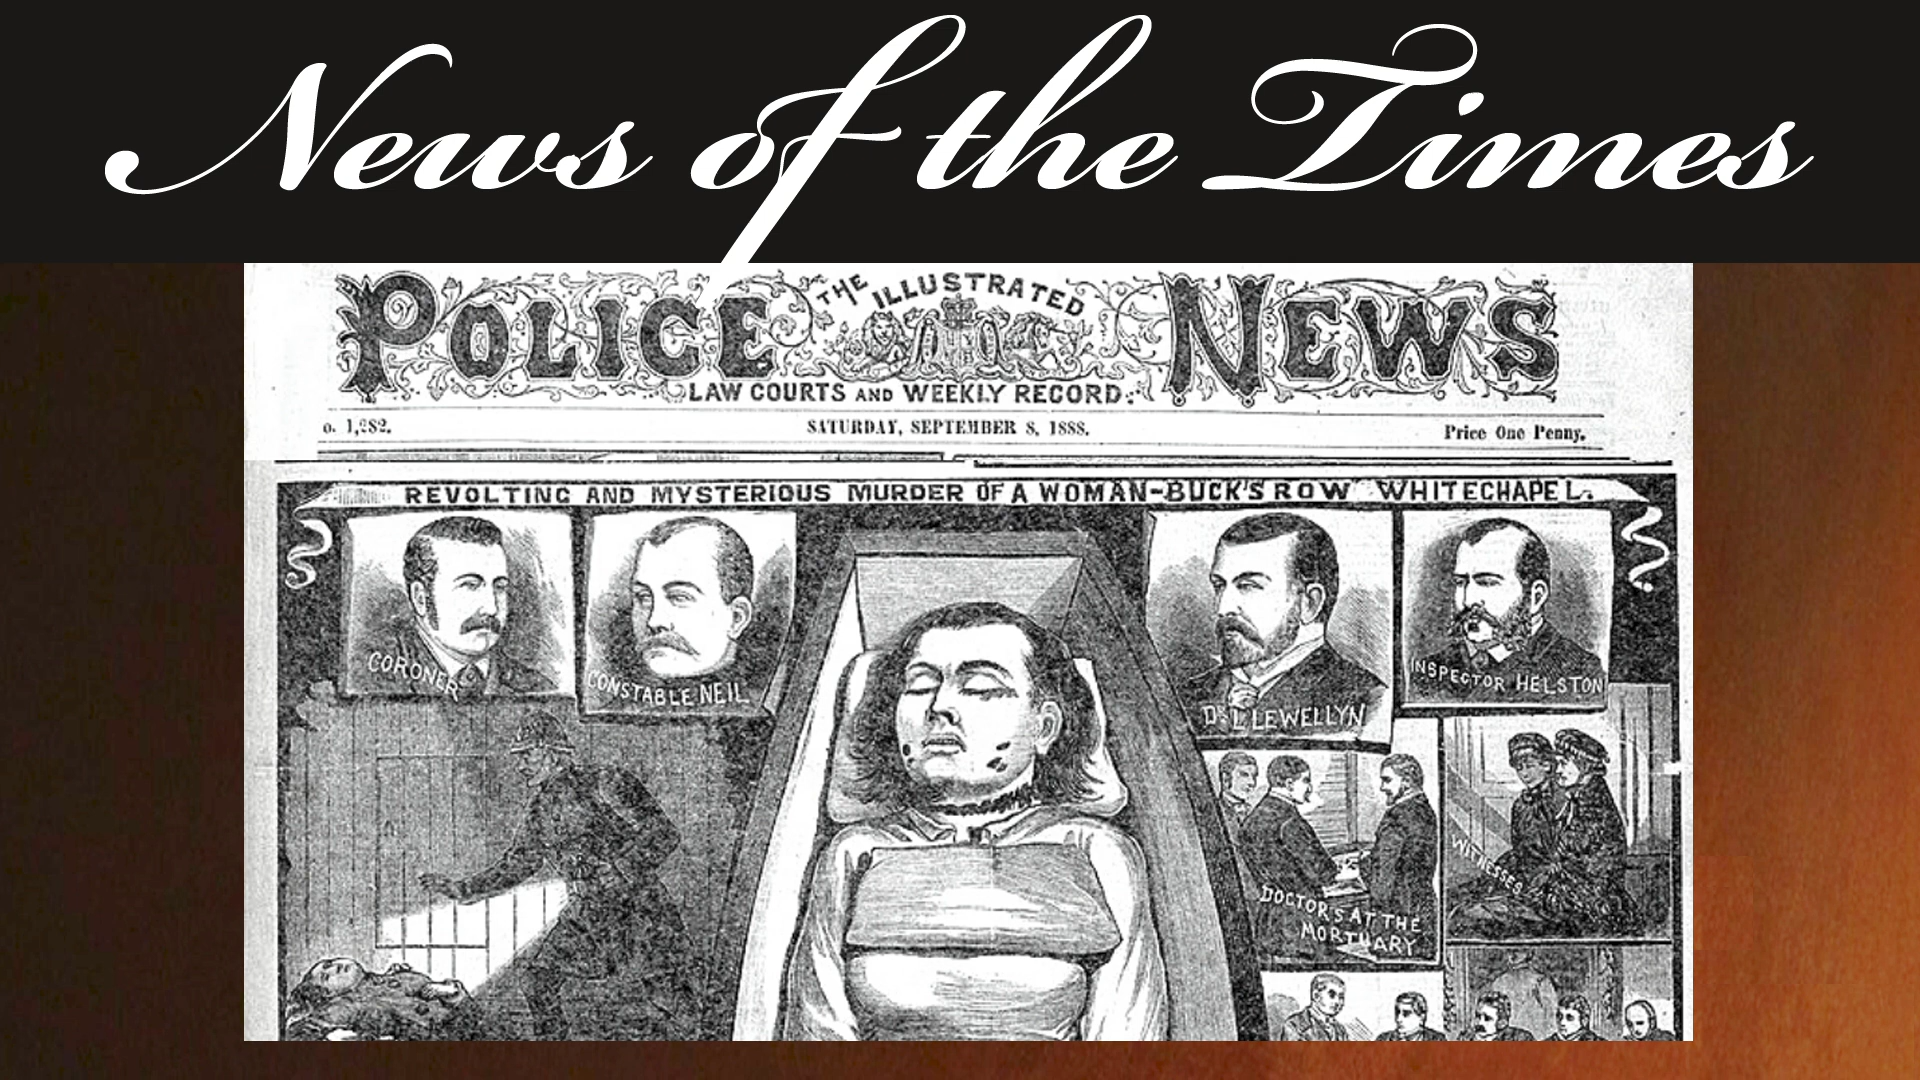 News of the Times
THE ILLUSTRATED
POLICE NEWS
LAW COURTS AND WEEKLY RECORD.
o. 1,282.
SATURDAY, SEPTEMBER 8, 1888.
Price One Penny.
REVOLTING AND MYSTERIOUS MURDER OF A WOMAN-BUCK'S ROW WHITECHAPEL.
CORONER
CONSTABLE NEIL
DR LLEWELLYN
INSPECTOR HELSTON
WITNESSES
DOCTORS AT THE
MORTUARY